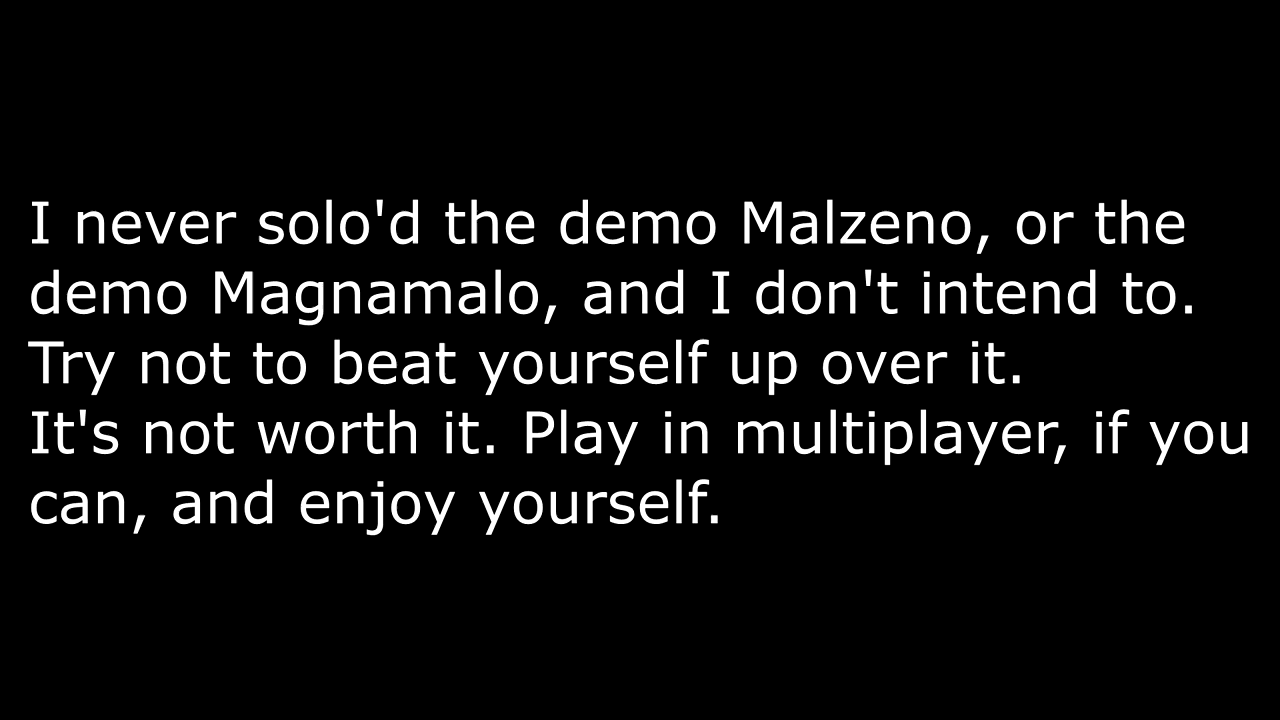 I never solo'd the demo Malzeno, or the
demo Magnamalo, and I don't intend to.
Try not to beat yourself up over it.
It's not worth it. Play in multiplayer, if you
can, and enjoy yourself.